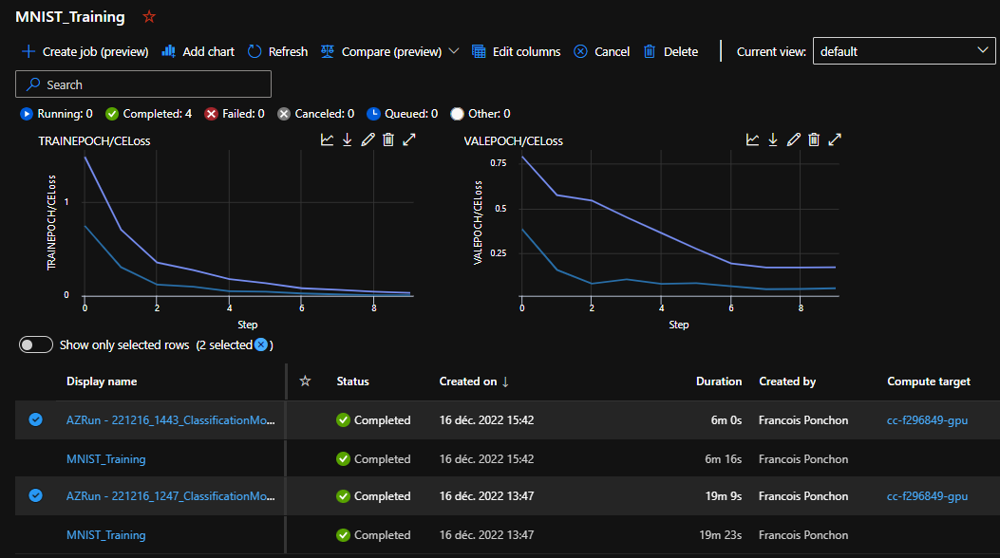 MNIST_Training
Create job (preview) Add chart Refresh Compare (preview) Edit columns Cancel Delete Current view: default
Search
Running: 0 Completed: 4 Failed: 0 Canceled: 0 Queued: 0 Other: 0
TRAINEPOCH/CELoss
TRAINEPOCH/CELoss
1
0
0 2 4 6 8
Step
VALEPOCH/CELoss
VALEPOCH/CELoss
0.75
0.5
0.25
0 2 4 6 8
Step
Show only selected rows (2 selected )
Display name Status Created on ↓ Duration Created by Compute target
AZRun - 221216_1443_ClassificationMo... Completed 16 déc. 2022 15:42 6m 0s Francois Ponchon cc-f296849-gpu
MNIST_Training Completed 16 déc. 2022 15:42 6m 16s Francois Ponchon
AZRun - 221216_1247_ClassificationMo... Completed 16 déc. 2022 13:47 19m 9s Francois Ponchon cc-f296849-gpu
MNIST_Training Completed 16 déc. 2022 13:47 19m 23s Francois Ponchon